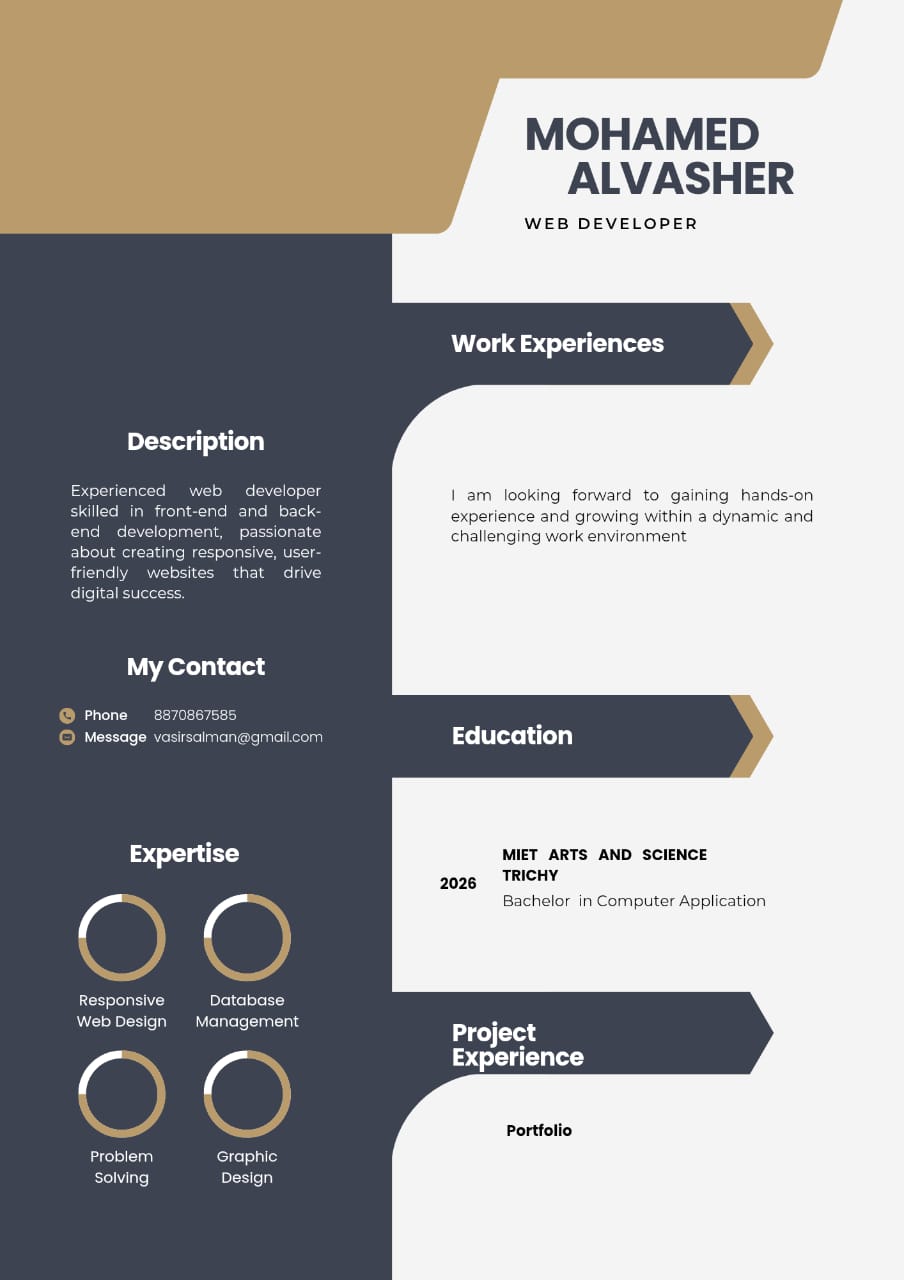 MOHAMED
ALVASHER
WEB DEVELOPER
Work Experiences
I am looking forward to gaining hands-on
experience and growing within a dynamic and
challenging work environment
Description
Experienced web developer
skilled in front-end and back-
end development, passionate
about creating responsive, user-
friendly websites that drive
digital success.
My Contact
Phone 8870867585
Message vasirsalman@gmail.com
Expertise
Responsive
Web Design
Database
Management
Problem
Solving
Graphic
Design
Education
2026
MIET ARTS AND SCIENCE
TRICHY
Bachelor in Computer Application
Project
Experience
Portfolio